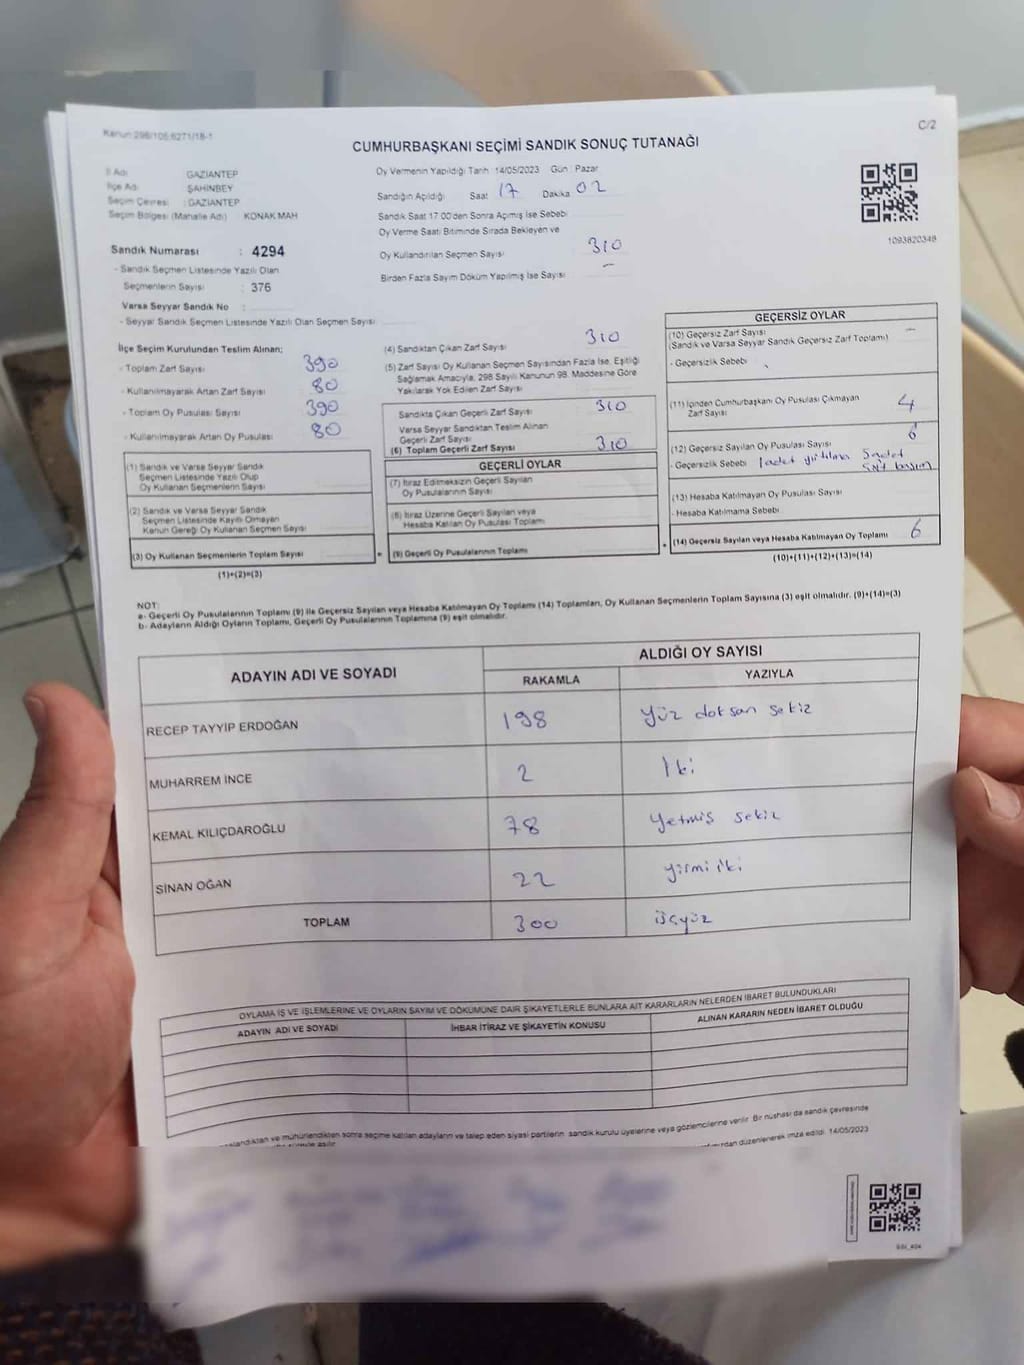 Kanun:298/105;6271/18-1
C/2
CUMHURBAŞKANI SEÇİMİ SANDIK SONUÇ TUTANAĞI
İl Adı GAZİANTEP
İlçe Adı ŞAHİNBEY
Seçim Çevresi : GAZİANTEP
Seçim Bölgesi (Mahalle Adı) KONAK MAH
Sandık Numarası : 4294
- Sandık Seçmen Listesinde Yazılı Olan
Seçmenlerin Sayısı : 376
Varsa Seyyar Sandık No :
- Seyyar Sandık Seçmen Listesinde Yazılı Olan Seçmen Sayısı:
Oy Vermenin Yapıldığı Tarih 14/05/2023 Gün : Pazar
Sandığın Açıldığı Saat 17 Dakika 02
Sandık Saat 17 00'den Sonra Açımış İse Sebebi
Oy Verme Saati Bitiminde Sırada Bekleyen ve
Oy Kullandırılan Seçmen Sayısı 310
Birden Fazla Sayım Döküm Yapılmış İse Sayısı —
1093820348
İlçe Seçim Kurulundan Teslim Alınan;
- Toplam Zarf Sayısı 390
- Kullanılmayarak Artan Zarf Sayısı 80
- Toplam Oy Pusulası Sayısı 390
- Kullanılmayarak Artan Oy Pusulası 80
(4) Sandıktan Çıkan Zarf Sayısı 310
(5) Zarf Sayısı Oy Kullanan Seçmen Sayısından Fazla İse, Eşitliği
Sağlamak Amacıyla, 298 Sayılı Kanunun 98. Maddesine Göre
Yakılarak Yok Edilen Zarf Sayısı
Sandıkta Çıkan Geçerli Zarf Sayısı 310
Varsa Seyyar Sandıktan Teslim Alınan
Geçerli Zarf Sayısı
(6) Toplam Geçerli Zarf Sayısı 310
GEÇERSİZ OYLAR
(10) Geçersiz Zarf Sayısı —
(Sandık ve Varsa Seyyar Sandık Geçersiz Zarf Toplamı)
- Geçersizlik Sebebi
(11) İçinden Cumhurbaşkanı Oy Pusulası Çıkmayan
Zarf Sayısı 4
(12) Geçersiz Sayılan Oy Pusulası Sayısı 6
- Geçersizlik Sebebi 1 adet yırtılma 5 adet
(13) Hesaba Katılmayan Oy Pusulası Sayısı
- Hesaba Katılmama Sebebi
(14) Geçersiz Sayılan veya Hesaba Katılmayan Oy Toplamı 6
(10)+(11)+(12)+(13)=(14)
(1) Sandık ve Varsa Seyyar Sandık
Seçmen Listesinde Yazılı Olup
Oy Kullanan Seçmenlerin Sayısı
(2) Sandık ve Varsa Seyyar Sandık
Seçmen Listesinde Kayıtlı Olmayan
Kanun Gereği Oy Kullanan Seçmen Sayısı
(3) Oy Kullanan Seçmenlerin Toplam Sayısı
(1)+(2)=(3)
GEÇERLİ OYLAR
(7) İtiraz Edilmeksizin Geçerli Sayılan
Oy Pusulalarının Sayısı
(8) İtiraz Üzerine Geçerli Sayılan veya
Hesaba Katılan Oy Pusulası Toplamı
(9) Geçerli Oy Pusulalarının Toplamı
NOT:
a- Geçerli Oy Pusulalarının Toplamı (9) ile Geçersiz Sayılan veya Hesaba Katılmayan Oy Toplamı (14) Toplamları, Oy Kullanan Seçmenlerin Toplam Sayısına (3) eşit olmalıdır. (9)+(14)=(3)
b- Adayların Aldığı Oyların Toplamı, Geçerli Oy Pusulalarının Toplamına (9) eşit olmalıdır.
ADAYIN ADI VE SOYADI
ALDIĞI OY SAYISI
RAKAMLA YAZIYLA
RECEP TAYYİP ERDOĞAN 198 Yüz doksan sekiz
MUHARREM İNCE 2 İki
KEMAL KILIÇDAROĞLU 78 Yetmiş sekiz
SİNAN OĞAN 22 yirmi iki
TOPLAM 300 üçyüz
OYLAMA İŞ VE İŞLEMLERİNE VE OYLARIN SAYIM VE DÖKÜMÜNE DAİR ŞİKAYETLERLE BUNLARA AİT KARARLARIN NELERDEN İBARET BULUNDUKLARI
ADAYIN ADI VE SOYADI İHBAR İTİRAZ VE ŞİKAYETİN KONUSU ALINAN KARARIN NEDEN İBARET OLDUĞU
ve mühürlendikten sonra seçime katılan adayların ve talep eden siyasi partilerin sandık kurulu üyelerine veya gözlemcilerine verilir. Bir nüshası da sandık çevresinde
düzenlenerek imza edildi. 14/05/2023